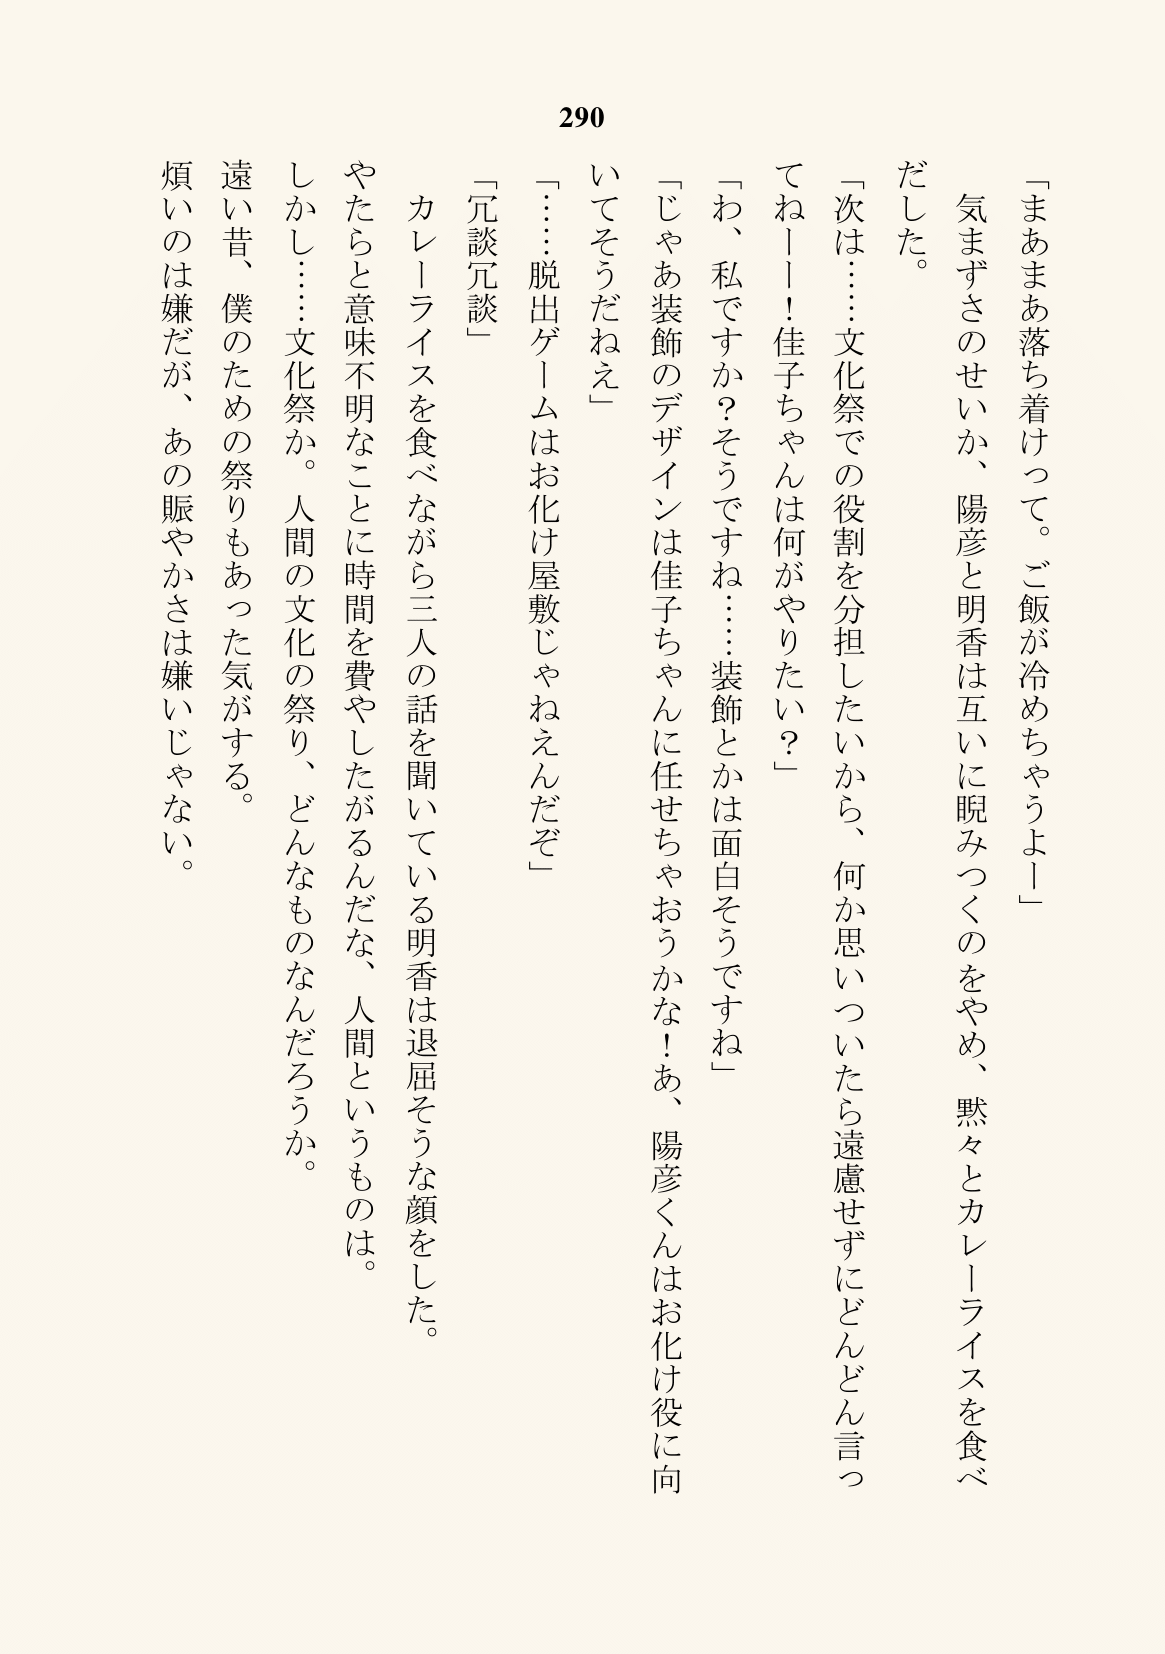 290
「まあまあ落ち着けって。ご飯が冷めちゃうよー」
　気まずさのせいか、陽彦と明香は互いに睨みつくのをやめ、黙々とカレーライスを食べ
だした。
「次は……文化祭での役割を分担したいから、何か思いついたら遠慮せずにどんどん言っ
てねーー！佳子ちゃんは何がやりたい？」
「わ、私ですか？そうですね……装飾とかは面白そうですね」
「じゃあ装飾のデザインは佳子ちゃんに任せちゃおうかな！あ、陽彦くんはお化け役に向
いてそうだねえ」
「……脱出ゲームはお化け屋敷じゃねえんだぞ」
「冗談冗談」
　カレーライスを食べながら三人の話を聞いている明香は退屈そうな顔をした。
やたらと意味不明なことに時間を費やしたがるんだな、人間というものは。
しかし……文化祭か。人間の文化の祭り、どんなものなんだろうか。
遠い昔、僕のための祭りもあった気がする。
煩いのは嫌だが、あの賑やかさは嫌いじゃない。